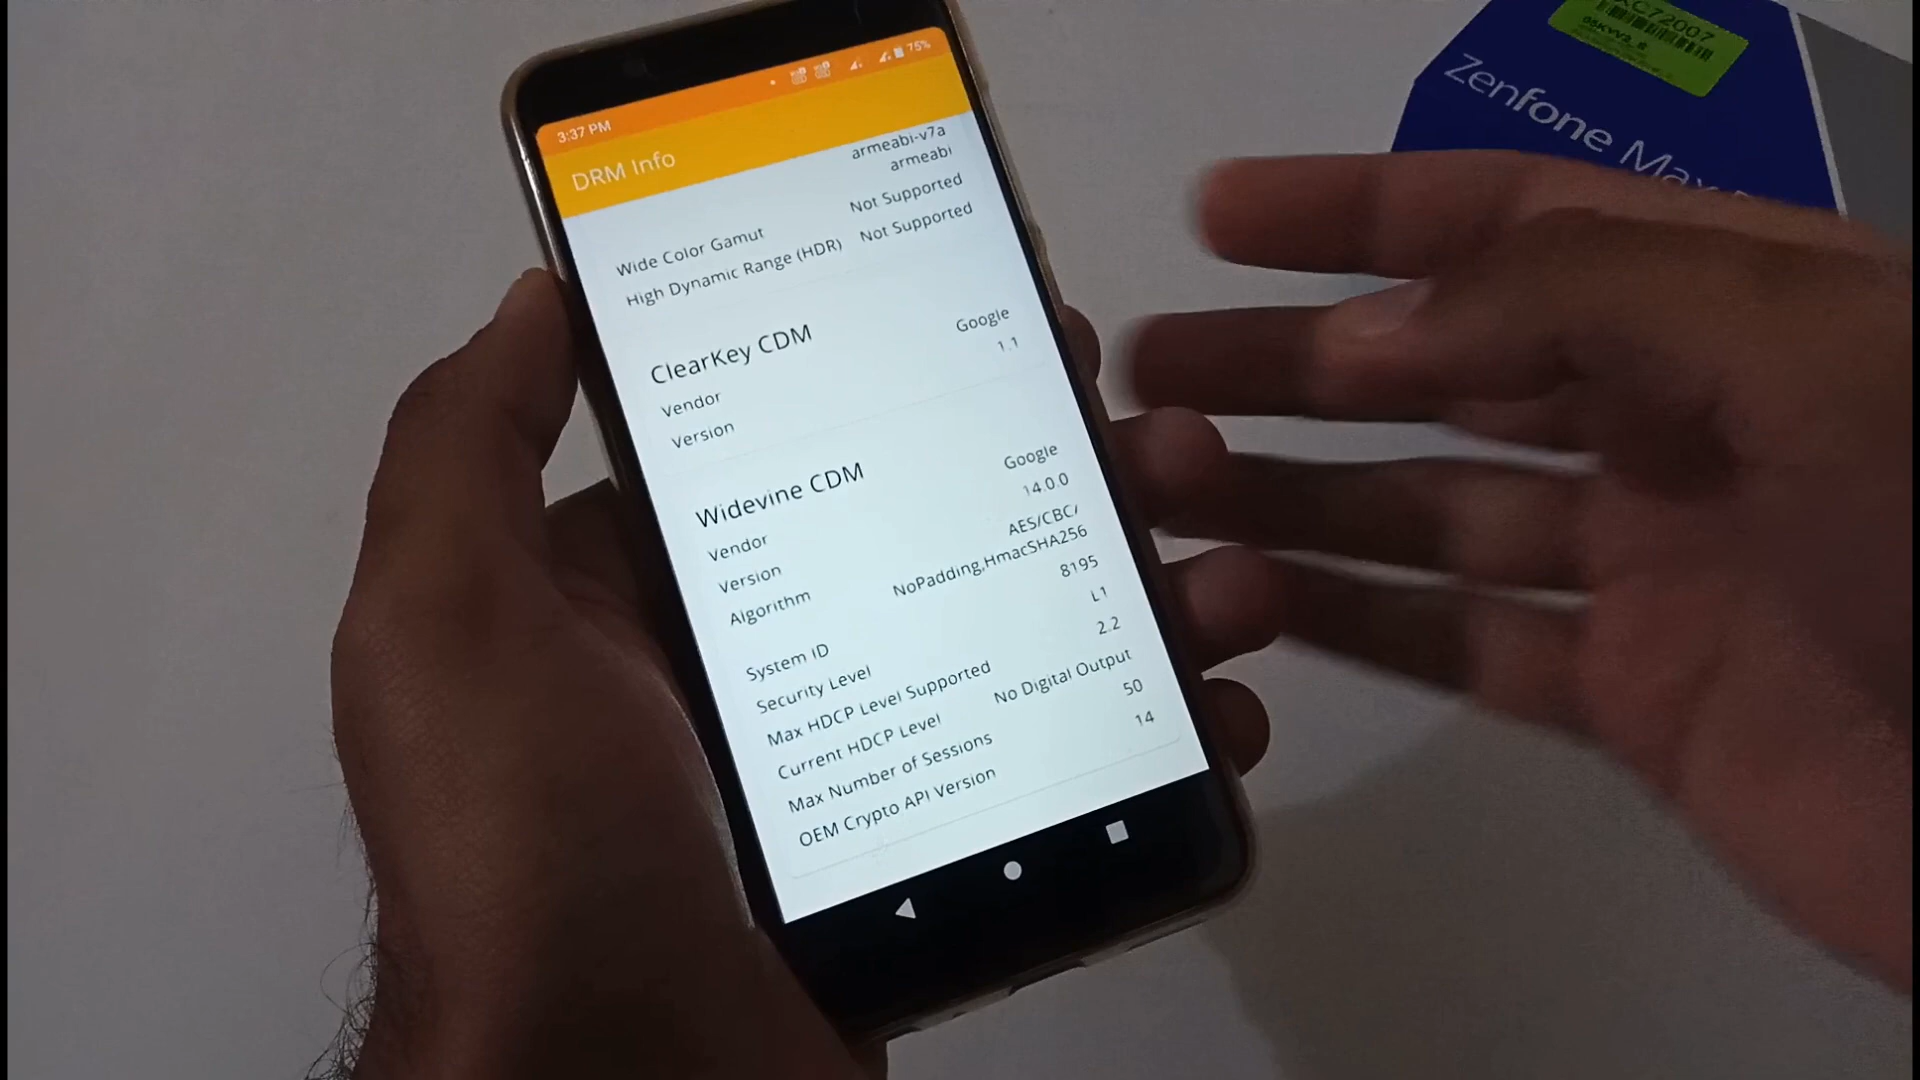 3:37 PM
75%
DRM Info
armeabi-v7a
armeabi
Wide Color Gamut Not Supported
High Dynamic Range (HDR) Not Supported
ClearKey CDM
Vendor Google
Version 1.1
Widevine CDM
Vendor Google
Version 14.0.0
Algorithm AES/CBC/
NoPadding,HmacSHA256
System ID 8195
Security Level L1
Max HDCP Level Supported 2.2
Current HDCP Level No Digital Output
Max Number of Sessions 50
OEM Crypto API Version 14
Zenfone Max